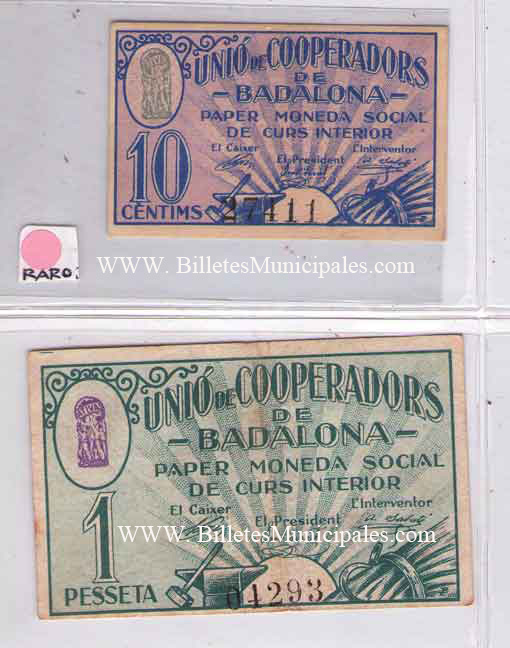 UNIÓ DE COOPERADORS
DE
-BADALONA-
PAPER MONEDA SOCIAL
DE CURS INTERIOR
El Caixer El President L'Interventor
10
CÈNTIMS
27411
RARO
WWW. BilletesMunicipales.com
UNIÓ DE COOPERADORS
DE
-BADALONA-
PAPER MONEDA SOCIAL
DE CURS INTERIOR
El Caixer El President L'Interventor
WWW. BilletesMunicipales.com
1
PESSETA
04293